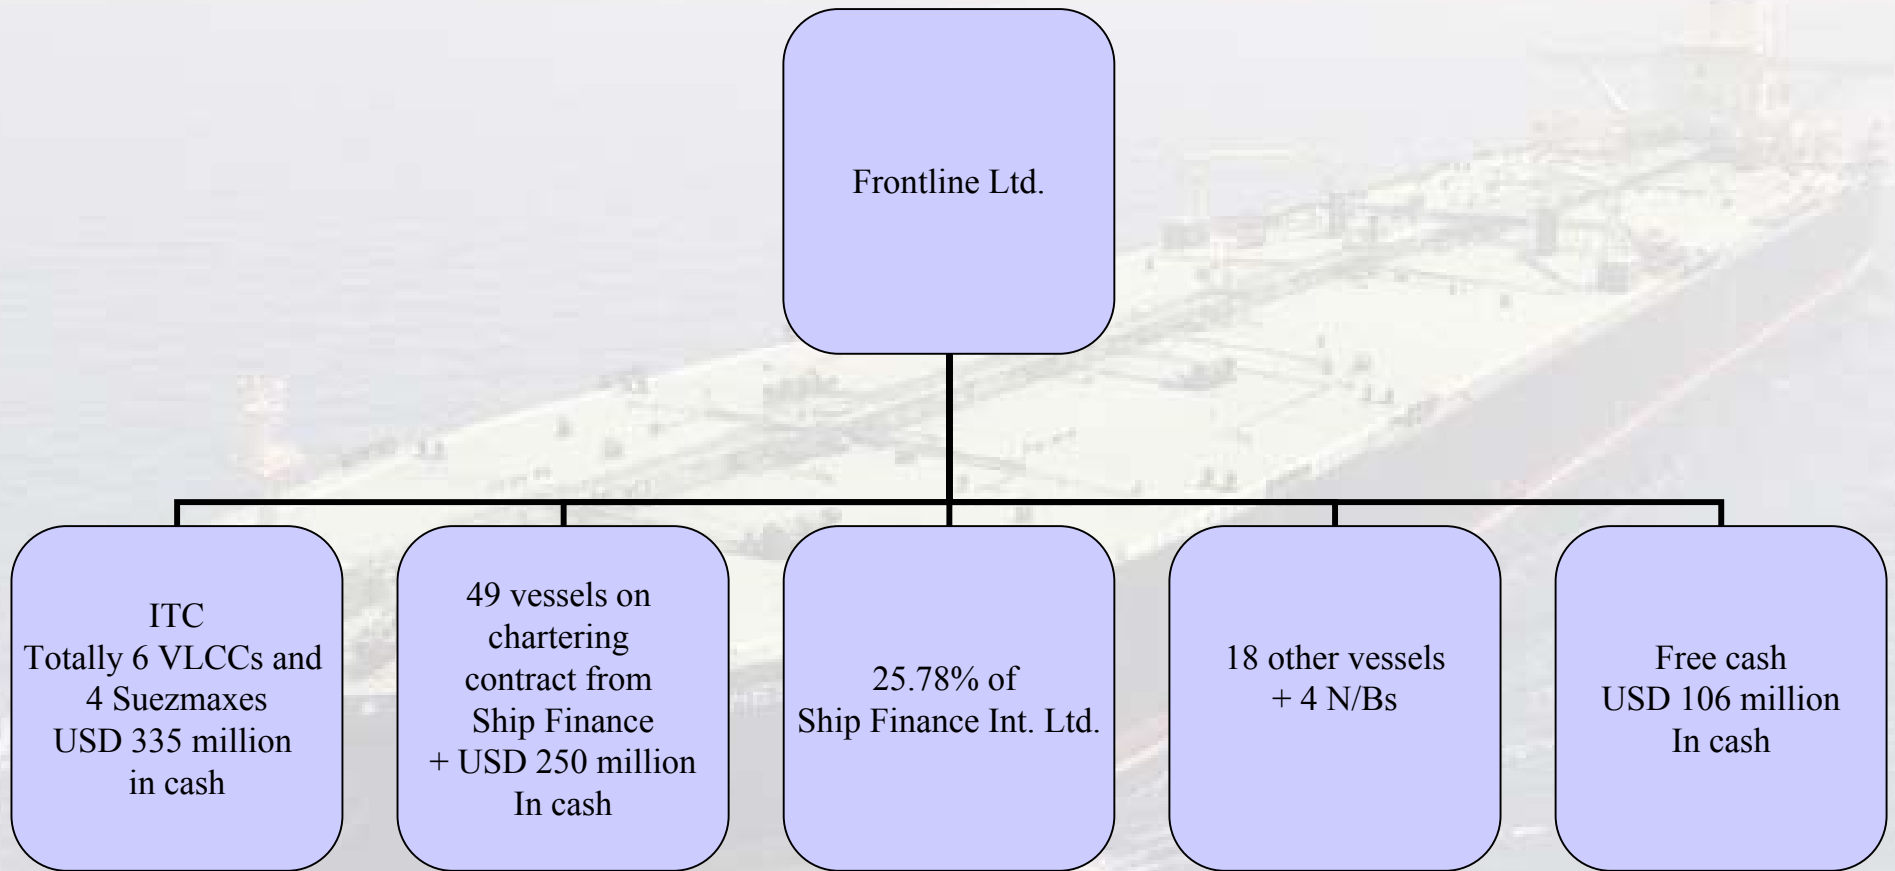 Frontline Ltd.
ITC
Totally 6 VLCCs and
4 Suezmaxes
USD 335 million
in cash
49 vessels on
chartering
contract from
Ship Finance
+ USD 250 million
In cash
25.78% of
Ship Finance Int. Ltd.
18 other vessels
+ 4 N/Bs
Free cash
USD 106 million
In cash